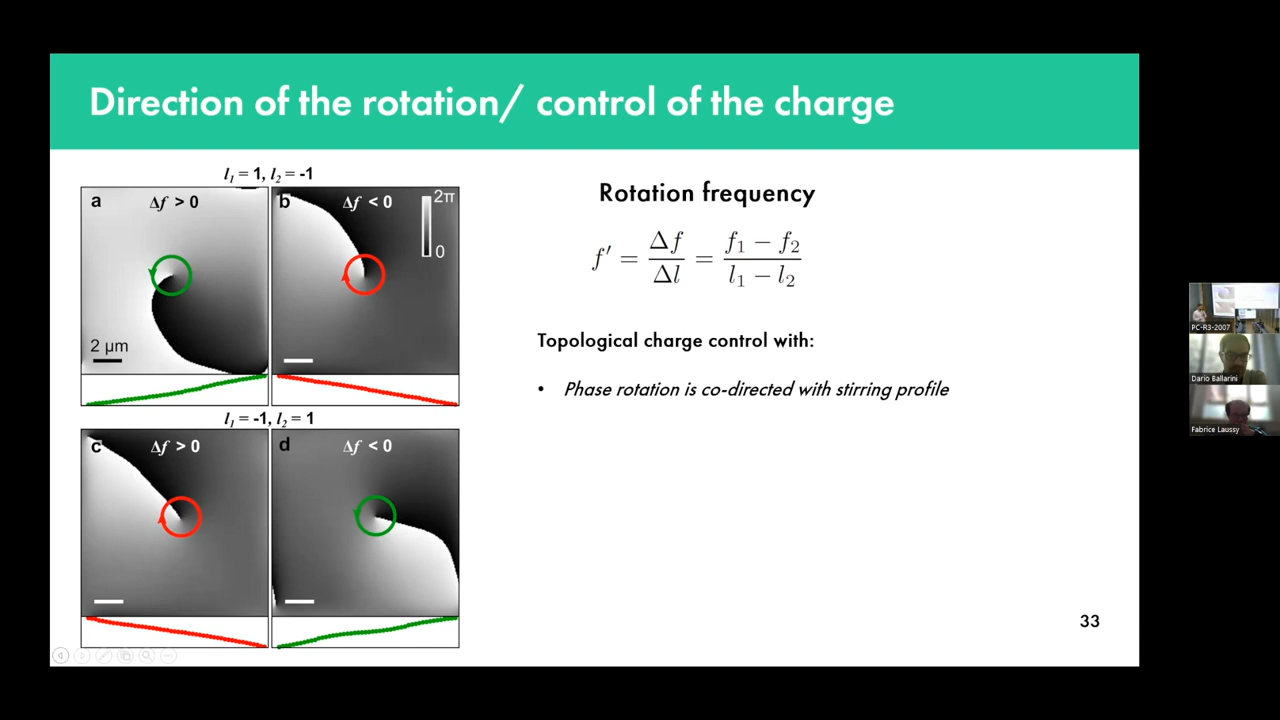 Direction of the rotation/ control of the charge
l₁ = 1, l₂ = -1
a
Δf > 0
2 μm
b
Δf < 0
2π
0
l₁ = -1, l₂ = 1
c
Δf > 0
d
Δf < 0
Rotation frequency
f′ = Δf/Δl = (f₁ − f₂)/(l₁ − l₂)
Topological charge control with:
• Phase rotation is co-directed with stirring profile
33
PC-R3-2007
Dario Ballarini
Fabrice Laussy